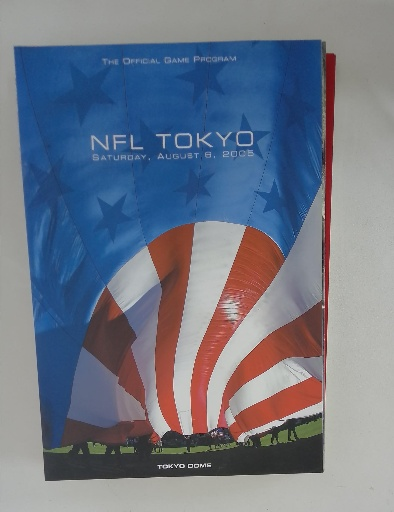 The Official Game Program
NFL TOKYO
Saturday, August 6, 2005
TOKYO DOME